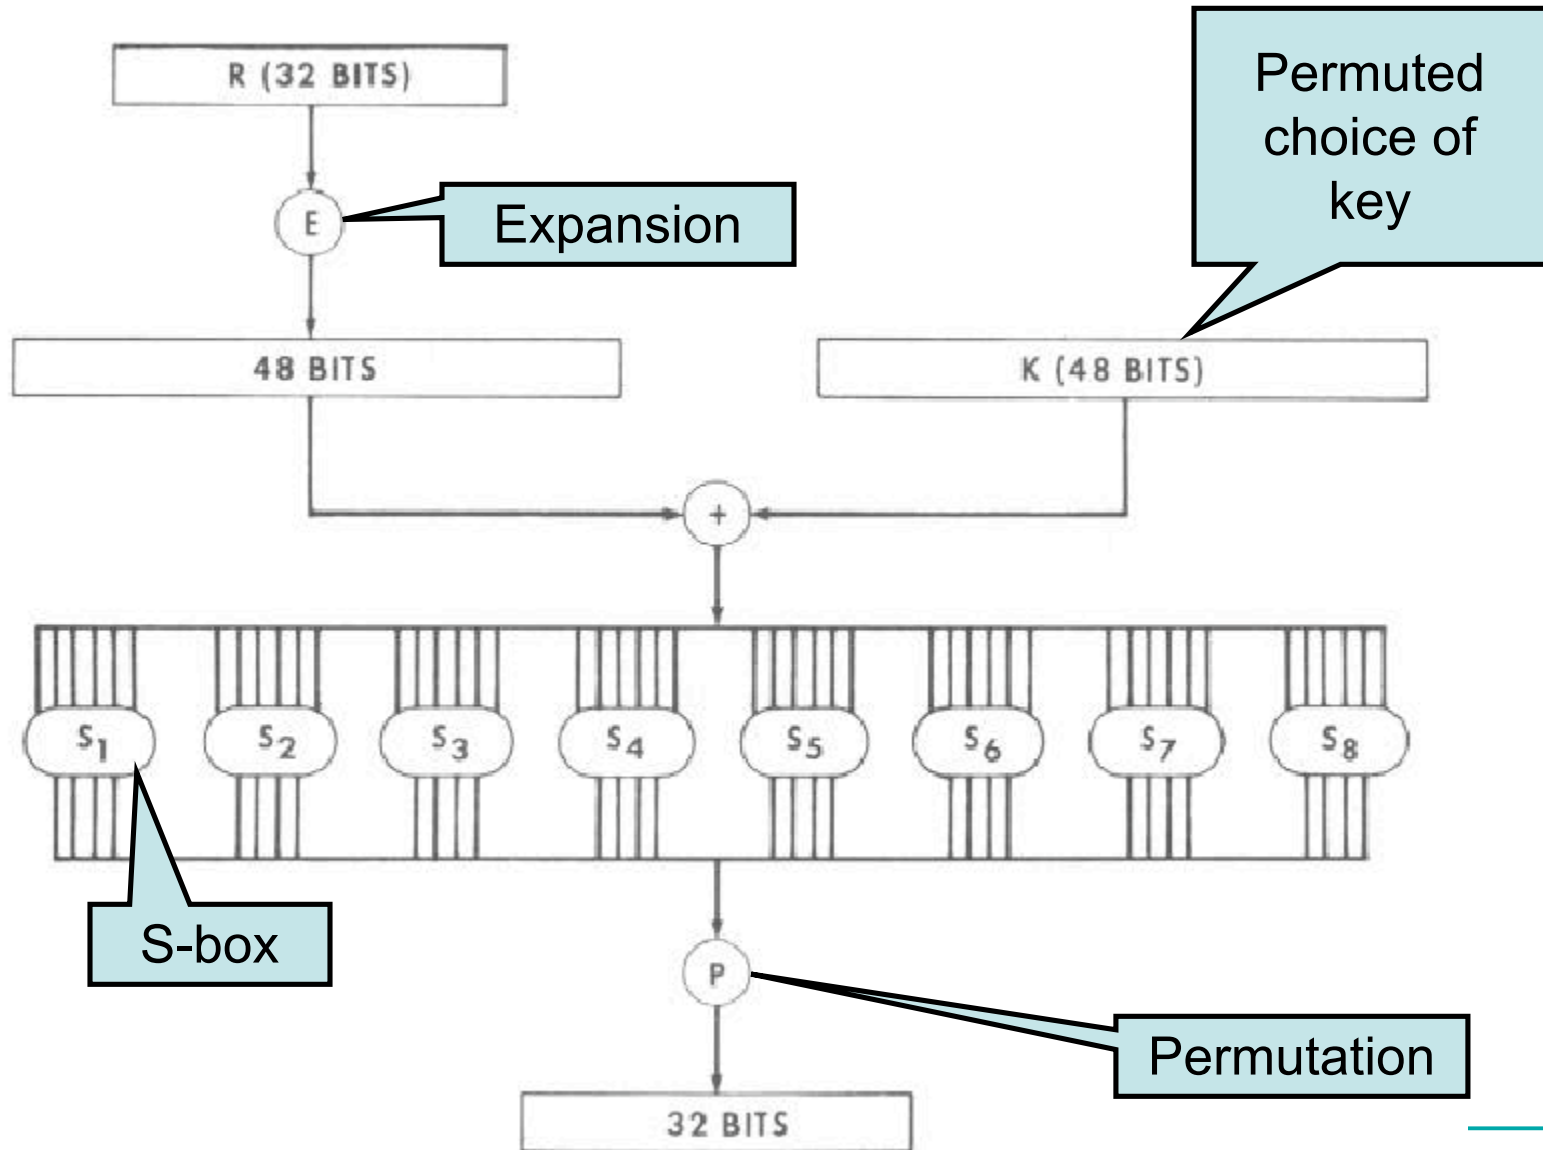 R (32 BITS)
Permuted
choice of
key
E
Expansion
48 BITS
K (48 BITS)
+
S1
S2
S3
S4
S5
S6
S7
S8
S-box
P
Permutation
32 BITS